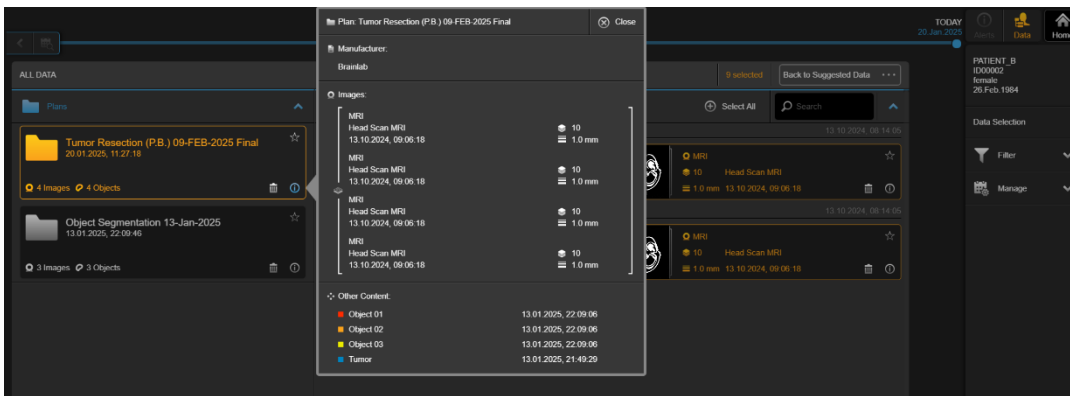 TODAY
20.Jan.2025
Alerts
Data
Home
ALL DATA
9 selected
Back to Suggested Data
Plans
Select All
Search
Tumor Resection (P.B.) 09-FEB-2025 Final
20.01.2025, 11:27:18
4 Images 4 Objects
Object Segmentation 13-Jan-2025
13.01.2025, 22:09:46
3 Images 3 Objects
Plan: Tumor Resection (P.B.) 09-FEB-2025 Final
Close
Manufacturer:
Brainlab
Images:
MRI
Head Scan MRI 10
13.10.2024, 09:06:18 1.0 mm
MRI
Head Scan MRI 10
13.10.2024, 09:06:18 1.0 mm
MRI
Head Scan MRI 10
13.10.2024, 09:06:18 1.0 mm
MRI
Head Scan MRI 10
13.10.2024, 09:06:18 1.0 mm
Other Content:
Object 01 13.01.2025, 22:09:06
Object 02 13.01.2025, 22:09:06
Object 03 13.01.2025, 22:09:06
Tumor 13.01.2025, 21:49:29
13.10.2024, 08:14:05
MRI
10 Head Scan MRI
1.0 mm 13.10.2024, 09:06:18
13.10.2024, 08:14:05
MRI
10 Head Scan MRI
1.0 mm 13.10.2024, 09:06:18
PATIENT_B
ID00002
female
26.Feb.1984
Data Selection
Filter
Manage